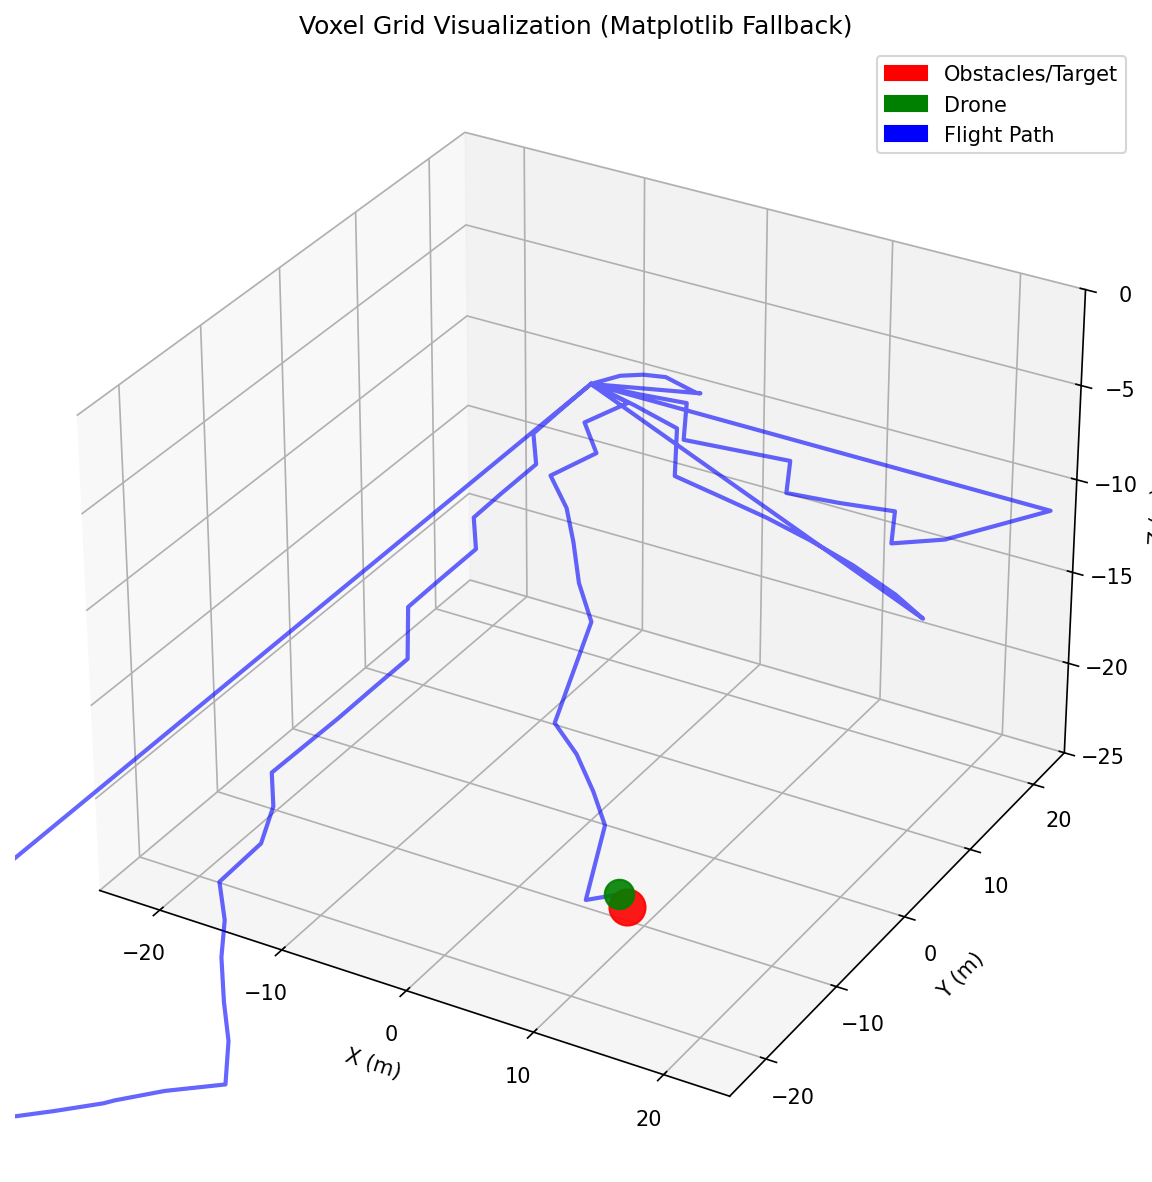 Voxel Grid Visualization (Matplotlib Fallback)
Obstacles/Target
Drone
Flight Path
0
−5
−10
−15
−20
−25
20
10
0
−10
−20
Y (m)
−20
−10
0
10
20
X (m)